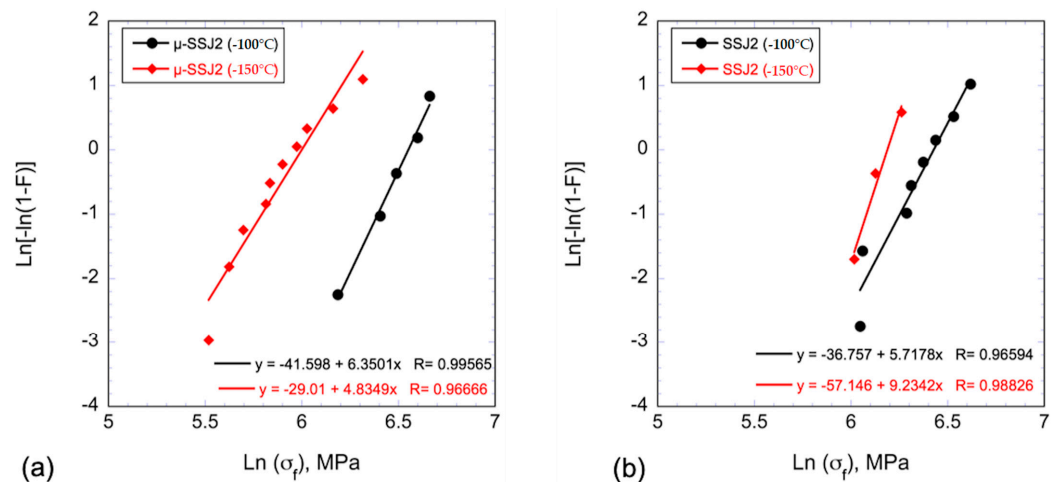 2
1
0
-1
-2
-3
-4
Ln[-ln(1-F)]
μ-SSJ2 (-100°C)
μ-SSJ2 (-150°C)
y = -41.598 + 6.3501x R= 0.99565
y = -29.01 + 4.8349x R= 0.96666
5 5.5 6 6.5 7
Ln (σf), MPa
(a)
2
1
0
-1
-2
-3
-4
Ln[-ln(1-F)]
SSJ2 (-100°C)
SSJ2 (-150°C)
y = -36.757 + 5.7178x R= 0.96594
y = -57.146 + 9.2342x R= 0.98826
5 5.5 6 6.5 7
Ln (σf), MPa
(b)